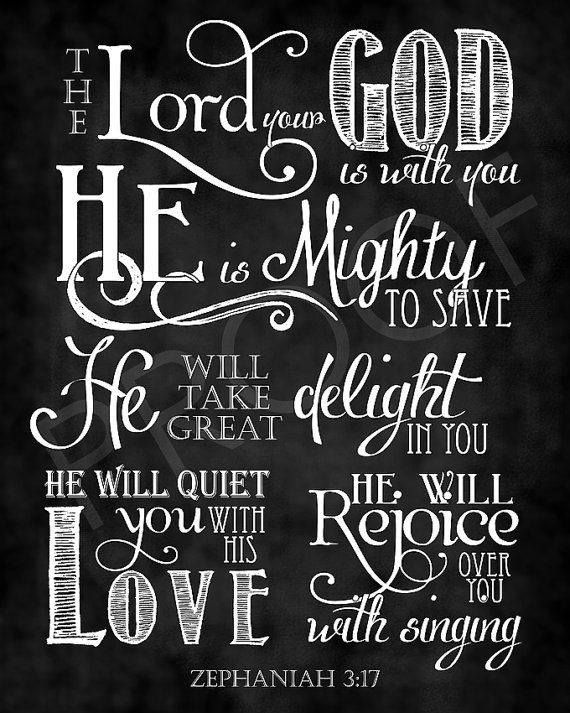 THE Lord your GOD
is with you
HE is Mighty
TO SAVE
He WILL TAKE GREAT delight
IN YOU
HE WILL QUIET
you WITH HIS
LOVE
HE WILL
Rejoice
OVER YOU
with singing
ZEPHANIAH 3:17
PROOF